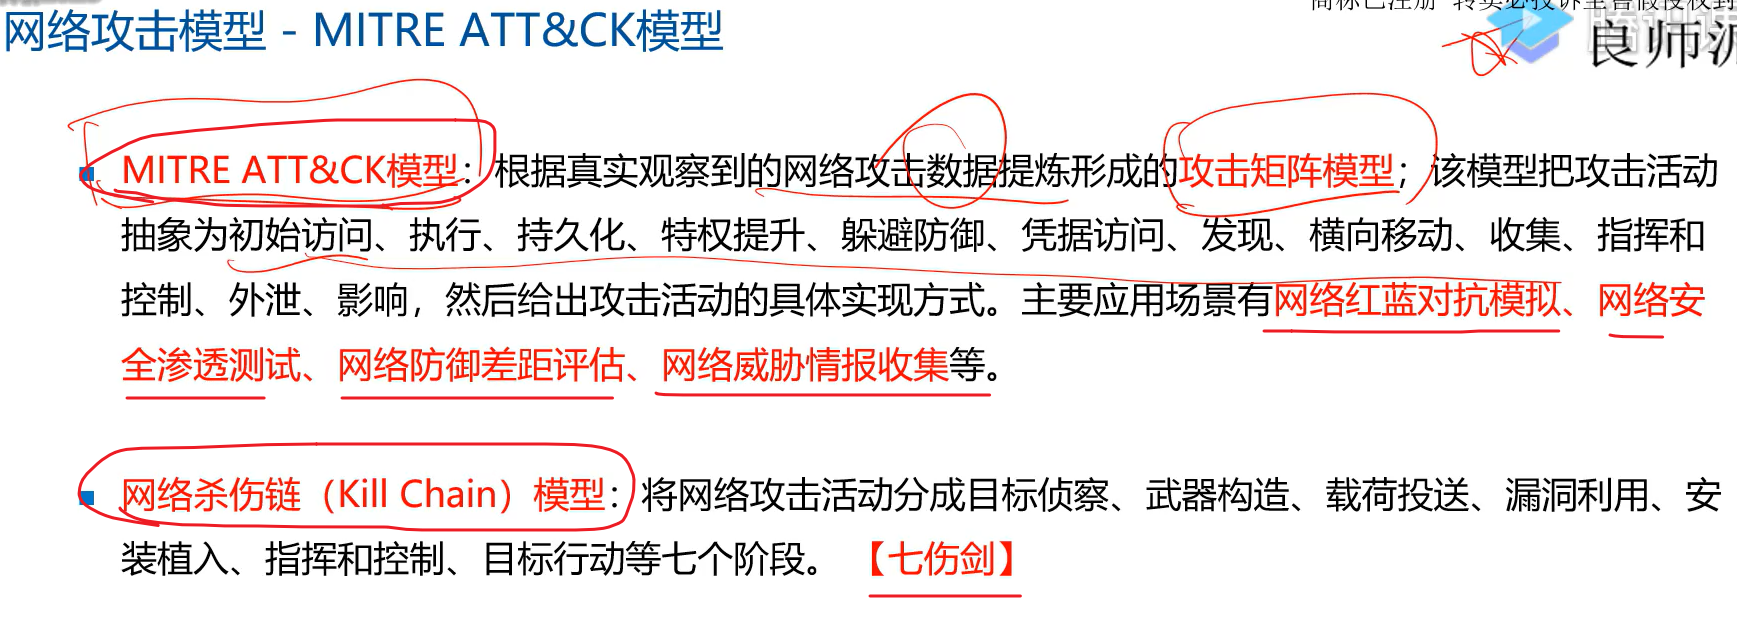 网络攻击模型 - MITRE ATT&CK模型
良师
MITRE ATT&CK模型：根据真实观察到的网络攻击数据提炼形成的攻击矩阵模型；该模型把攻击活动
抽象为初始访问、执行、持久化、特权提升、躲避防御、凭据访问、发现、横向移动、收集、指挥和
控制、外泄、影响，然后给出攻击活动的具体实现方式。主要应用场景有网络红蓝对抗模拟、网络安
全渗透测试、网络防御差距评估、网络威胁情报收集等。
网络杀伤链（Kill Chain）模型：将网络攻击活动分成目标侦察、武器构造、载荷投送、漏洞利用、安
装植入、指挥和控制、目标行动等七个阶段。 【七伤剑】